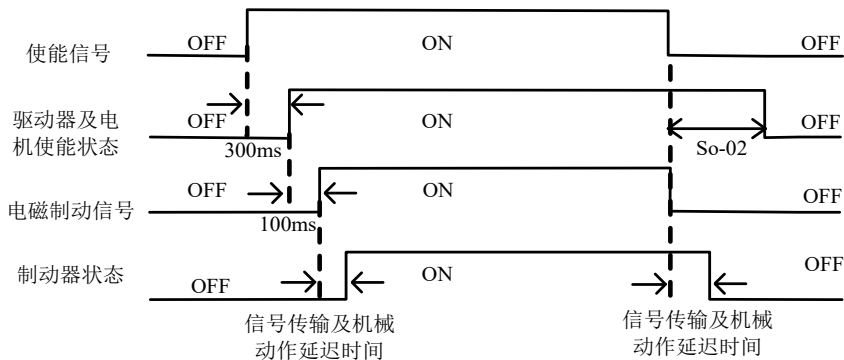 使能信号
OFF
ON
OFF
驱动器及电
机使能状态
OFF
ON
OFF
300ms
So-02
电磁制动信号
OFF
ON
OFF
100ms
制动器状态
OFF
ON
OFF
信号传输及机械
动作延迟时间
信号传输及机械
动作延迟时间